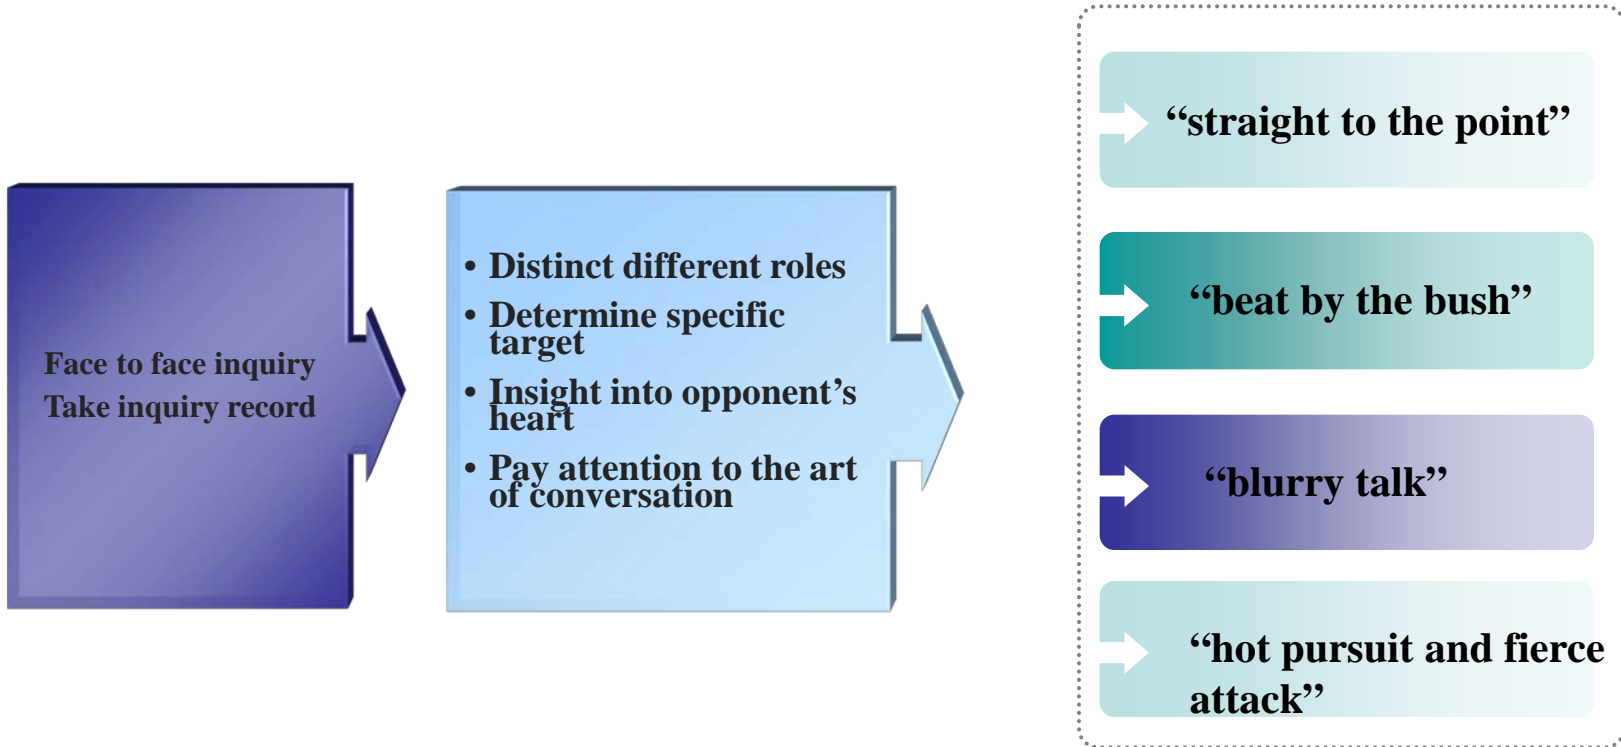 Face to face inquiry
Take inquiry record
• Distinct different roles
• Determine specific
target
• Insight into opponent’s
heart
• Pay attention to the art
of conversation
“straight to the point”
“beat by the bush”
“blurry talk”
“hot pursuit and fierce
attack”